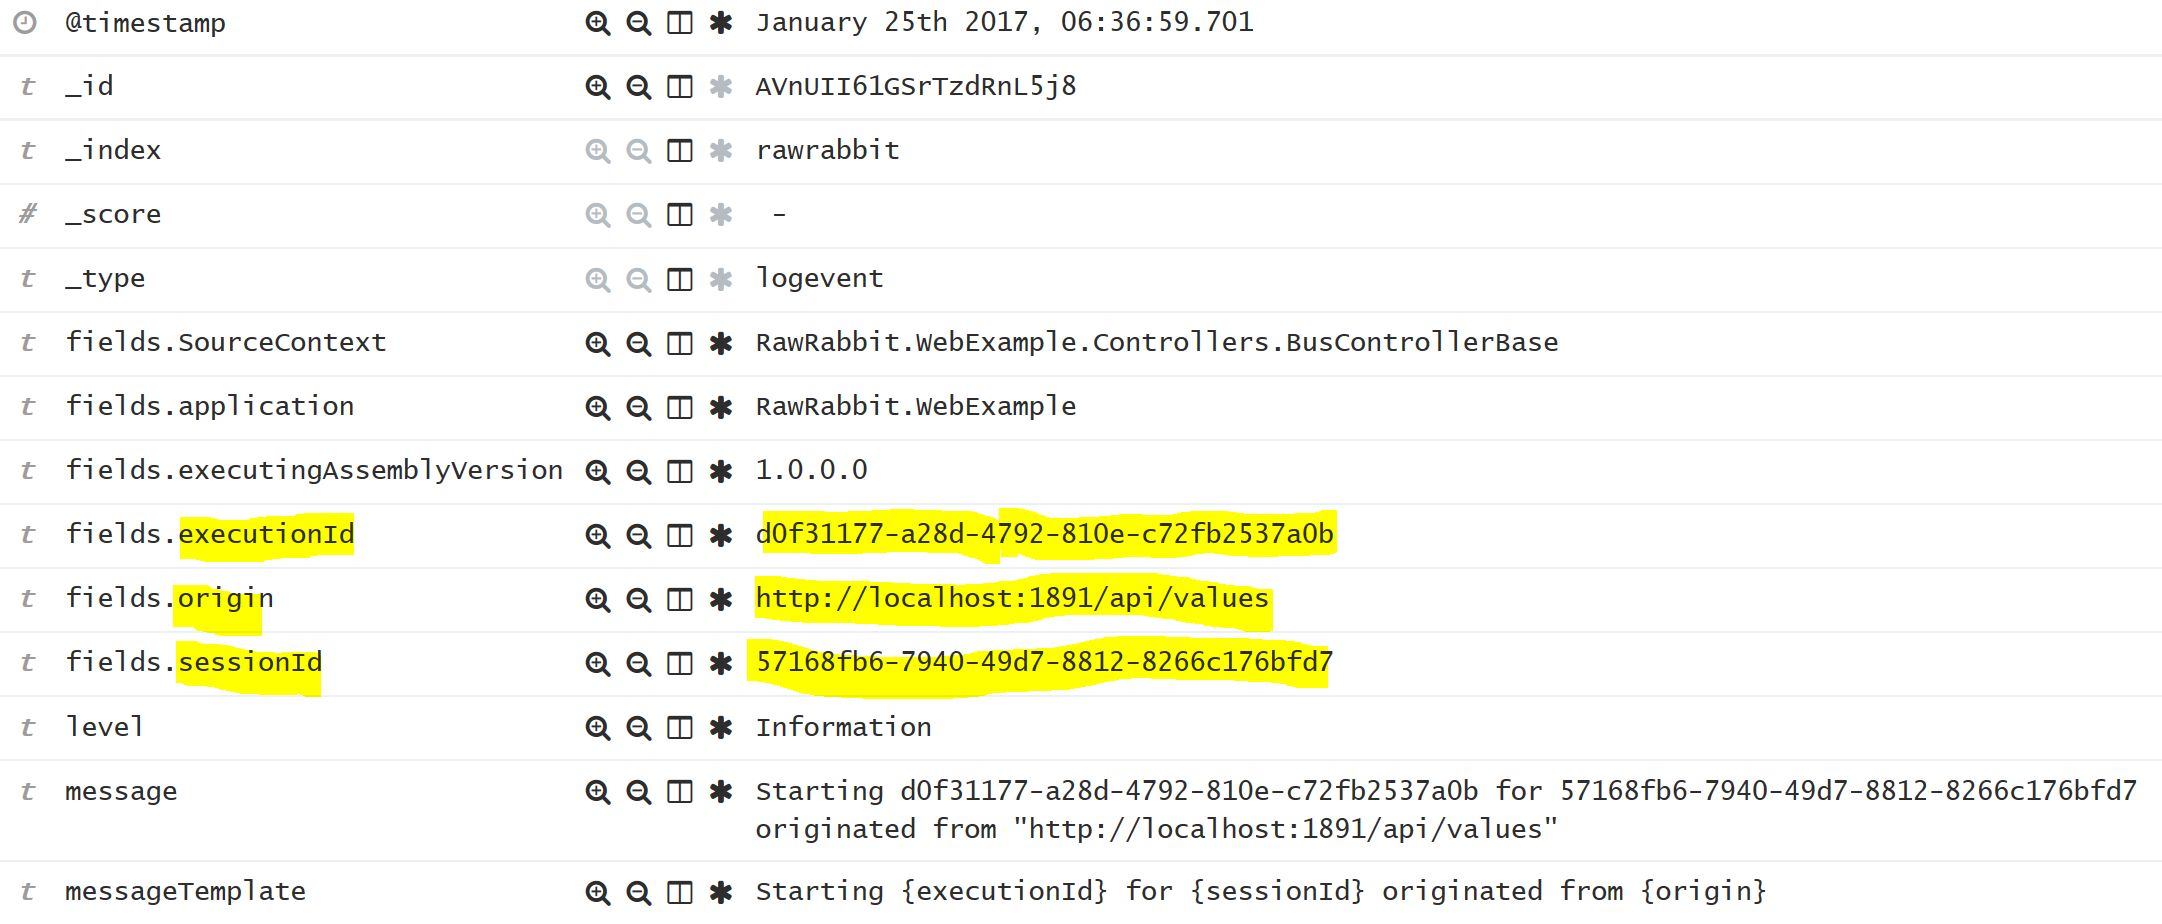 @timestamp January 25th 2017, 06:36:59.701
t _id AVnUII61GSrTzdRnL5j8
t _index rawrabbit
# _score -
t _type logevent
t fields.SourceContext RawRabbit.WebExample.Controllers.BusControllerBase
t fields.application RawRabbit.WebExample
t fields.executingAssemblyVersion 1.0.0.0
t fields.executionId d0f31177-a28d-4792-810e-c72fb2537a0b
t fields.origin http://localhost:1891/api/values
t fields.sessionId 57168fb6-7940-49d7-8812-8266c176bfd7
t level Information
t message Starting d0f31177-a28d-4792-810e-c72fb2537a0b for 57168fb6-7940-49d7-8812-8266c176bfd7
originated from "http://localhost:1891/api/values"
t messageTemplate Starting {executionId} for {sessionId} originated from {origin}